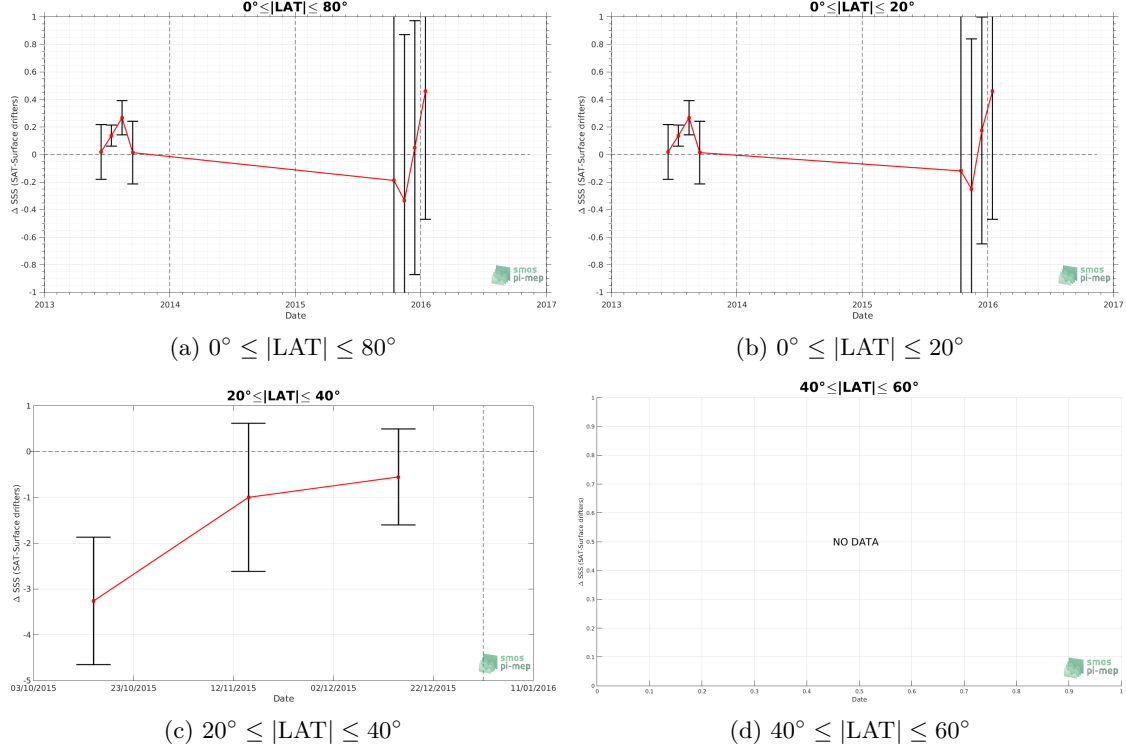 0°≤|LAT|≤ 80°
1
0.8
0.6
0.4
0.2
0
-0.2
-0.4
-0.6
-0.8
-1
Δ SSS (SAT-Surface drifters)
2013
2014
2015
2016
2017
Date
smos
pi-mep
(a) 0° ≤ |LAT| ≤ 80°
0°≤|LAT|≤ 20°
1
0.8
0.6
0.4
0.2
0
-0.2
-0.4
-0.6
-0.8
-1
Δ SSS (SAT-Surface drifters)
2013
2014
2015
2016
2017
Date
smos
pi-mep
(b) 0° ≤ |LAT| ≤ 20°
20°≤|LAT|≤ 40°
1
0
-1
-2
-3
-4
-5
Δ SSS (SAT-Surface drifters)
03/10/2015
23/10/2015
12/11/2015
02/12/2015
22/12/2015
11/01/2016
Date
smos
pi-mep
(c) 20° ≤ |LAT| ≤ 40°
40°≤|LAT|≤ 60°
1
0.9
0.8
0.7
0.6
0.5
0.4
0.3
0.2
0.1
0
Δ SSS (SAT-Surface drifters)
NO DATA
0
0.1
0.2
0.3
0.4
0.5
0.6
0.7
0.8
0.9
1
Date
smos
pi-mep
(d) 40° ≤ |LAT| ≤ 60°